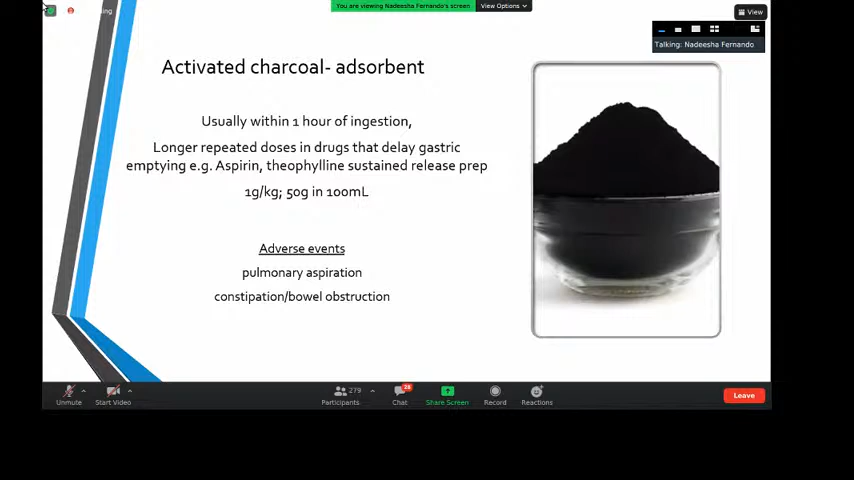 You are viewing Nadeesha Fernando's screen
View Options
View
Talking: Nadeesha Fernando
Activated charcoal- adsorbent
Usually within 1 hour of ingestion,
Longer repeated doses in drugs that delay gastric
emptying e.g. Aspirin, theophylline sustained release prep
1g/kg; 50g in 100mL
Adverse events
pulmonary aspiration
constipation/bowel obstruction
Unmute
Start Video
279
Participants
28
Chat
Share Screen
Record
Reactions
Leave